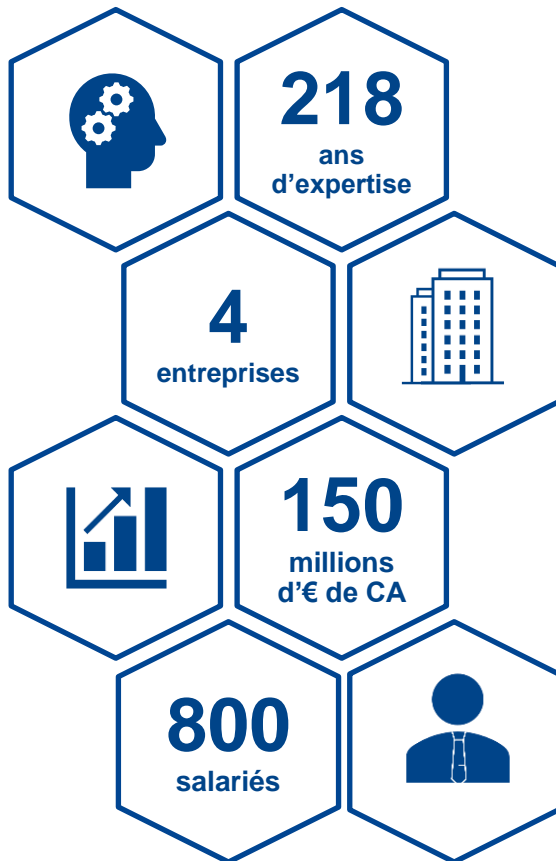 218
ans
d’expertise
4
entreprises
150
millions
d’€ de CA
800
salariés